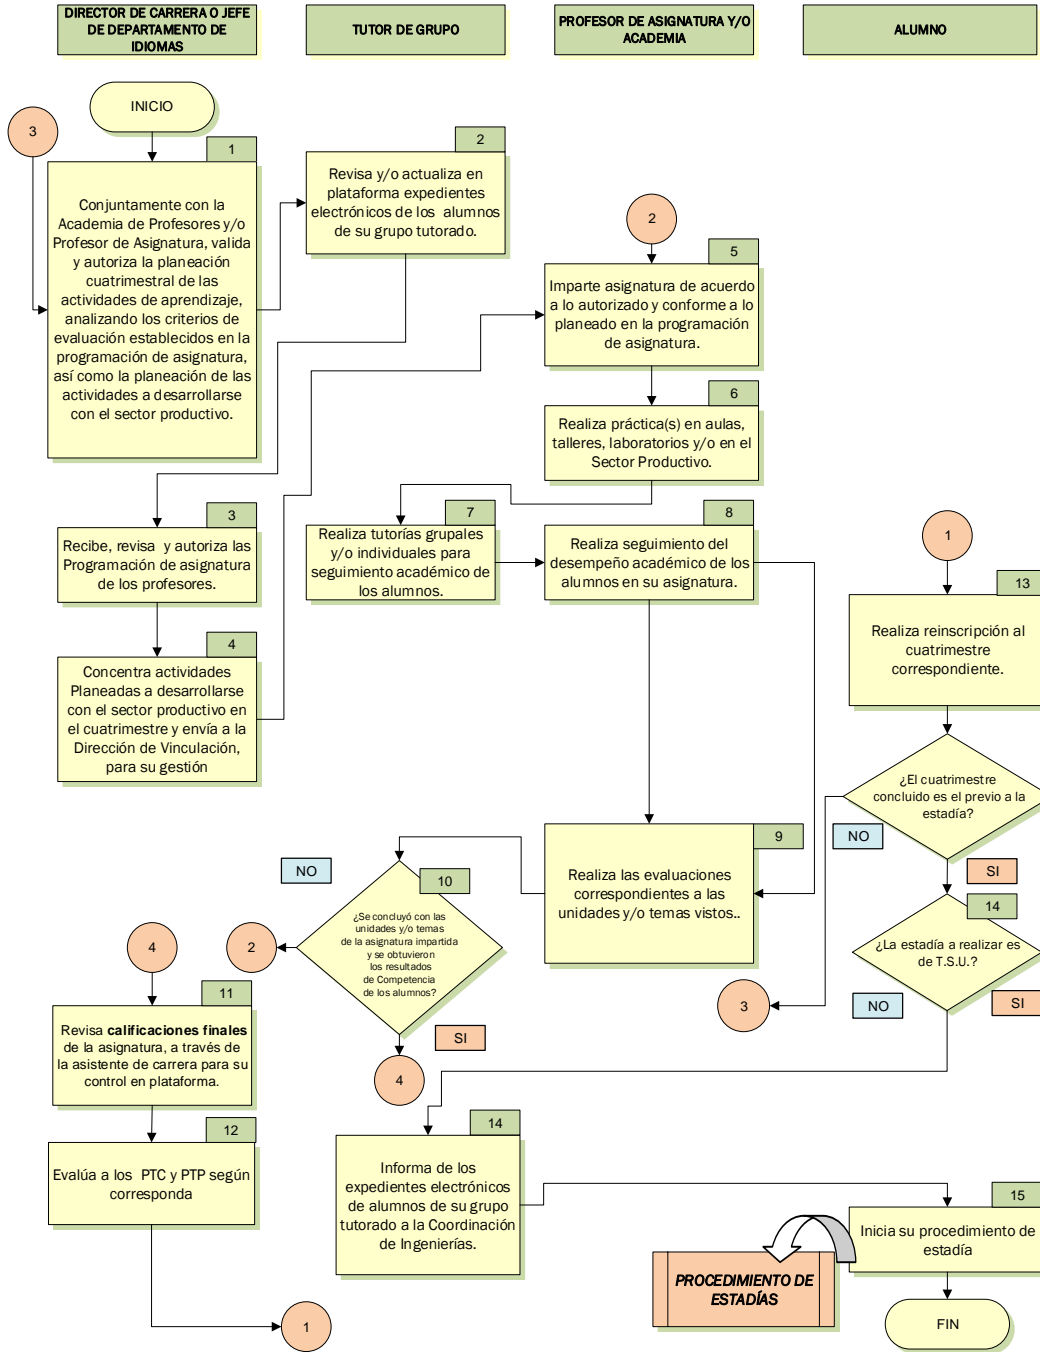 DIRECTOR DE CARRERA O JEFE
DE DEPARTAMENTO DE
IDIOMAS
TUTOR DE GRUPO
PROFESOR DE ASIGNATURA Y/O
ACADEMIA
ALUMNO
INICIO
3
1
Conjuntamente con la
Academia de Profesores y/o
Profesor de Asignatura, valida
y autoriza la planeación
cuatrimestral de las
actividades de aprendizaje,
analizando los criterios de
evaluación establecidos en la
programación de asignatura,
así como la planeación de las
actividades a desarrollarse
con el sector productivo.
2
Revisa y/o actualiza en
plataforma expedientes
electrónicos de los alumnos
de su grupo tutorado.
2
5
Imparte asignatura de acuerdo
a lo autorizado y conforme a lo
planeado en la programación
de asignatura.
6
Realiza práctica(s) en aulas,
talleres, laboratorios y/o en el
Sector Productivo.
3
Recibe, revisa y autoriza las
Programación de asignatura
de los profesores.
7
Realiza tutorías grupales
y/o individuales para
seguimiento académico de
los alumnos.
8
Realiza seguimiento del
desempeño académico de los
alumnos en su asignatura.
1
13
Realiza reinscripción al
cuatrimestre
correspondiente.
4
Concentra actividades
Planeadas a desarrollarse
con el sector productivo en
el cuatrimestre y envía a la
Dirección de Vinculación,
para su gestión
¿El cuatrimestre
concluido es el previo a la
estadía?
NO
SI
9
Realiza las evaluaciones
correspondientes a las
unidades y/o temas vistos..
NO
10
¿Se concluyó con las
unidades y/o temas
de la asignatura impartida
y se obtuvieron
los resultados
de Competencia
de los alumnos?
2
SI
4
14
¿La estadía a realizar es
de T.S.U.?
NO
SI
3
4
11
Revisa calificaciones finales
de la asignatura, a través de
la asistente de carrera para su
control en plataforma.
12
Evalúa a los PTC y PTP según
corresponda
14
Informa de los
expedientes electrónicos
de alumnos de su grupo
tutorado a la Coordinación
de Ingenierías.
15
Inicia su procedimiento de
estadía
PROCEDIMIENTO DE
ESTADÍAS
1
FIN